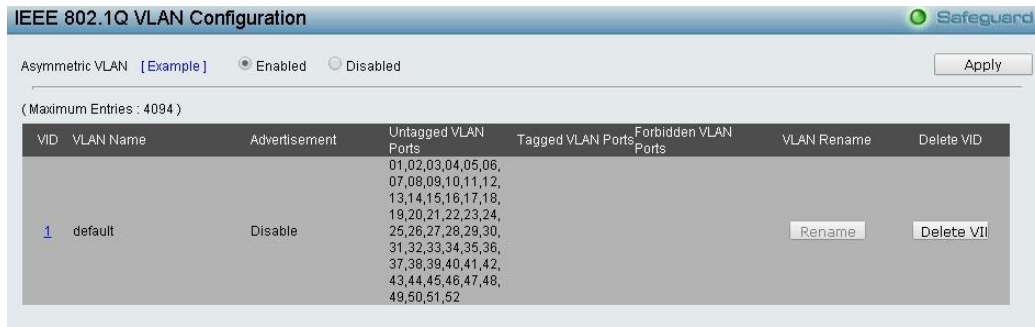 IEEE 802.1Q VLAN Configuration
Safeguard
Asymmetric VLAN [ Example ] Enabled Disabled
Apply
( Maximum Entries : 4094 )
VID VLAN Name Advertisement Untagged VLAN Ports Tagged VLAN Ports Forbidden VLAN Ports VLAN Rename Delete VID
1 default Disable
01,02,03,04,05,06,
07,08,09,10,11,12,
13,14,15,16,17,18,
19,20,21,22,23,24,
25,26,27,28,29,30,
31,32,33,34,35,36,
37,38,39,40,41,42,
43,44,45,46,47,48,
49,50,51,52
Rename
Delete VII